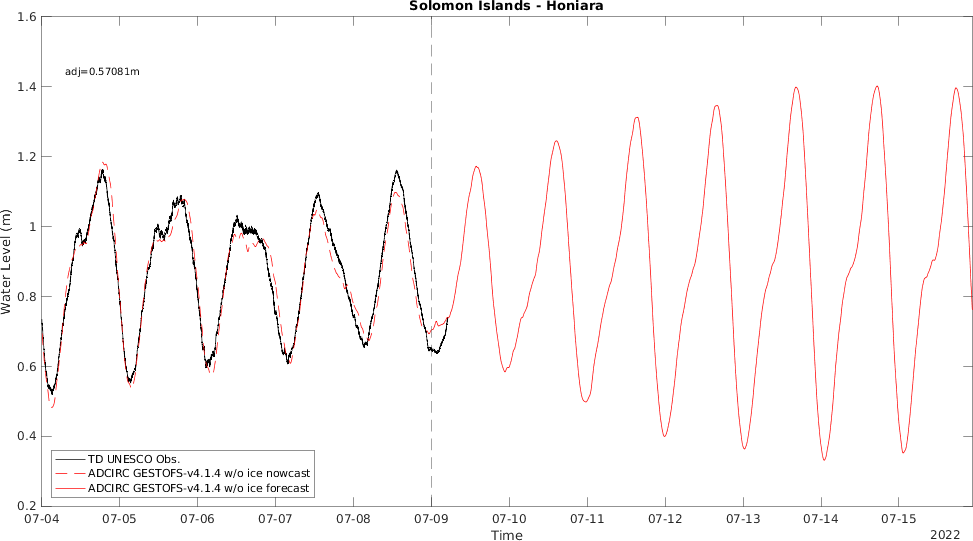 Solomon Islands - Honiara
1.6
adj=0.57081m
1.4
1.2
1
0.8
0.6
0.4
0.2
Water Level (m)
TD UNESCO Obs.
ADCIRC GESTOFS-v4.1.4 w/o ice nowcast
ADCIRC GESTOFS-v4.1.4 w/o ice forecast
07-04 07-05 07-06 07-07 07-08 07-09 07-10 07-11 07-12 07-13 07-14 07-15
Time
2022